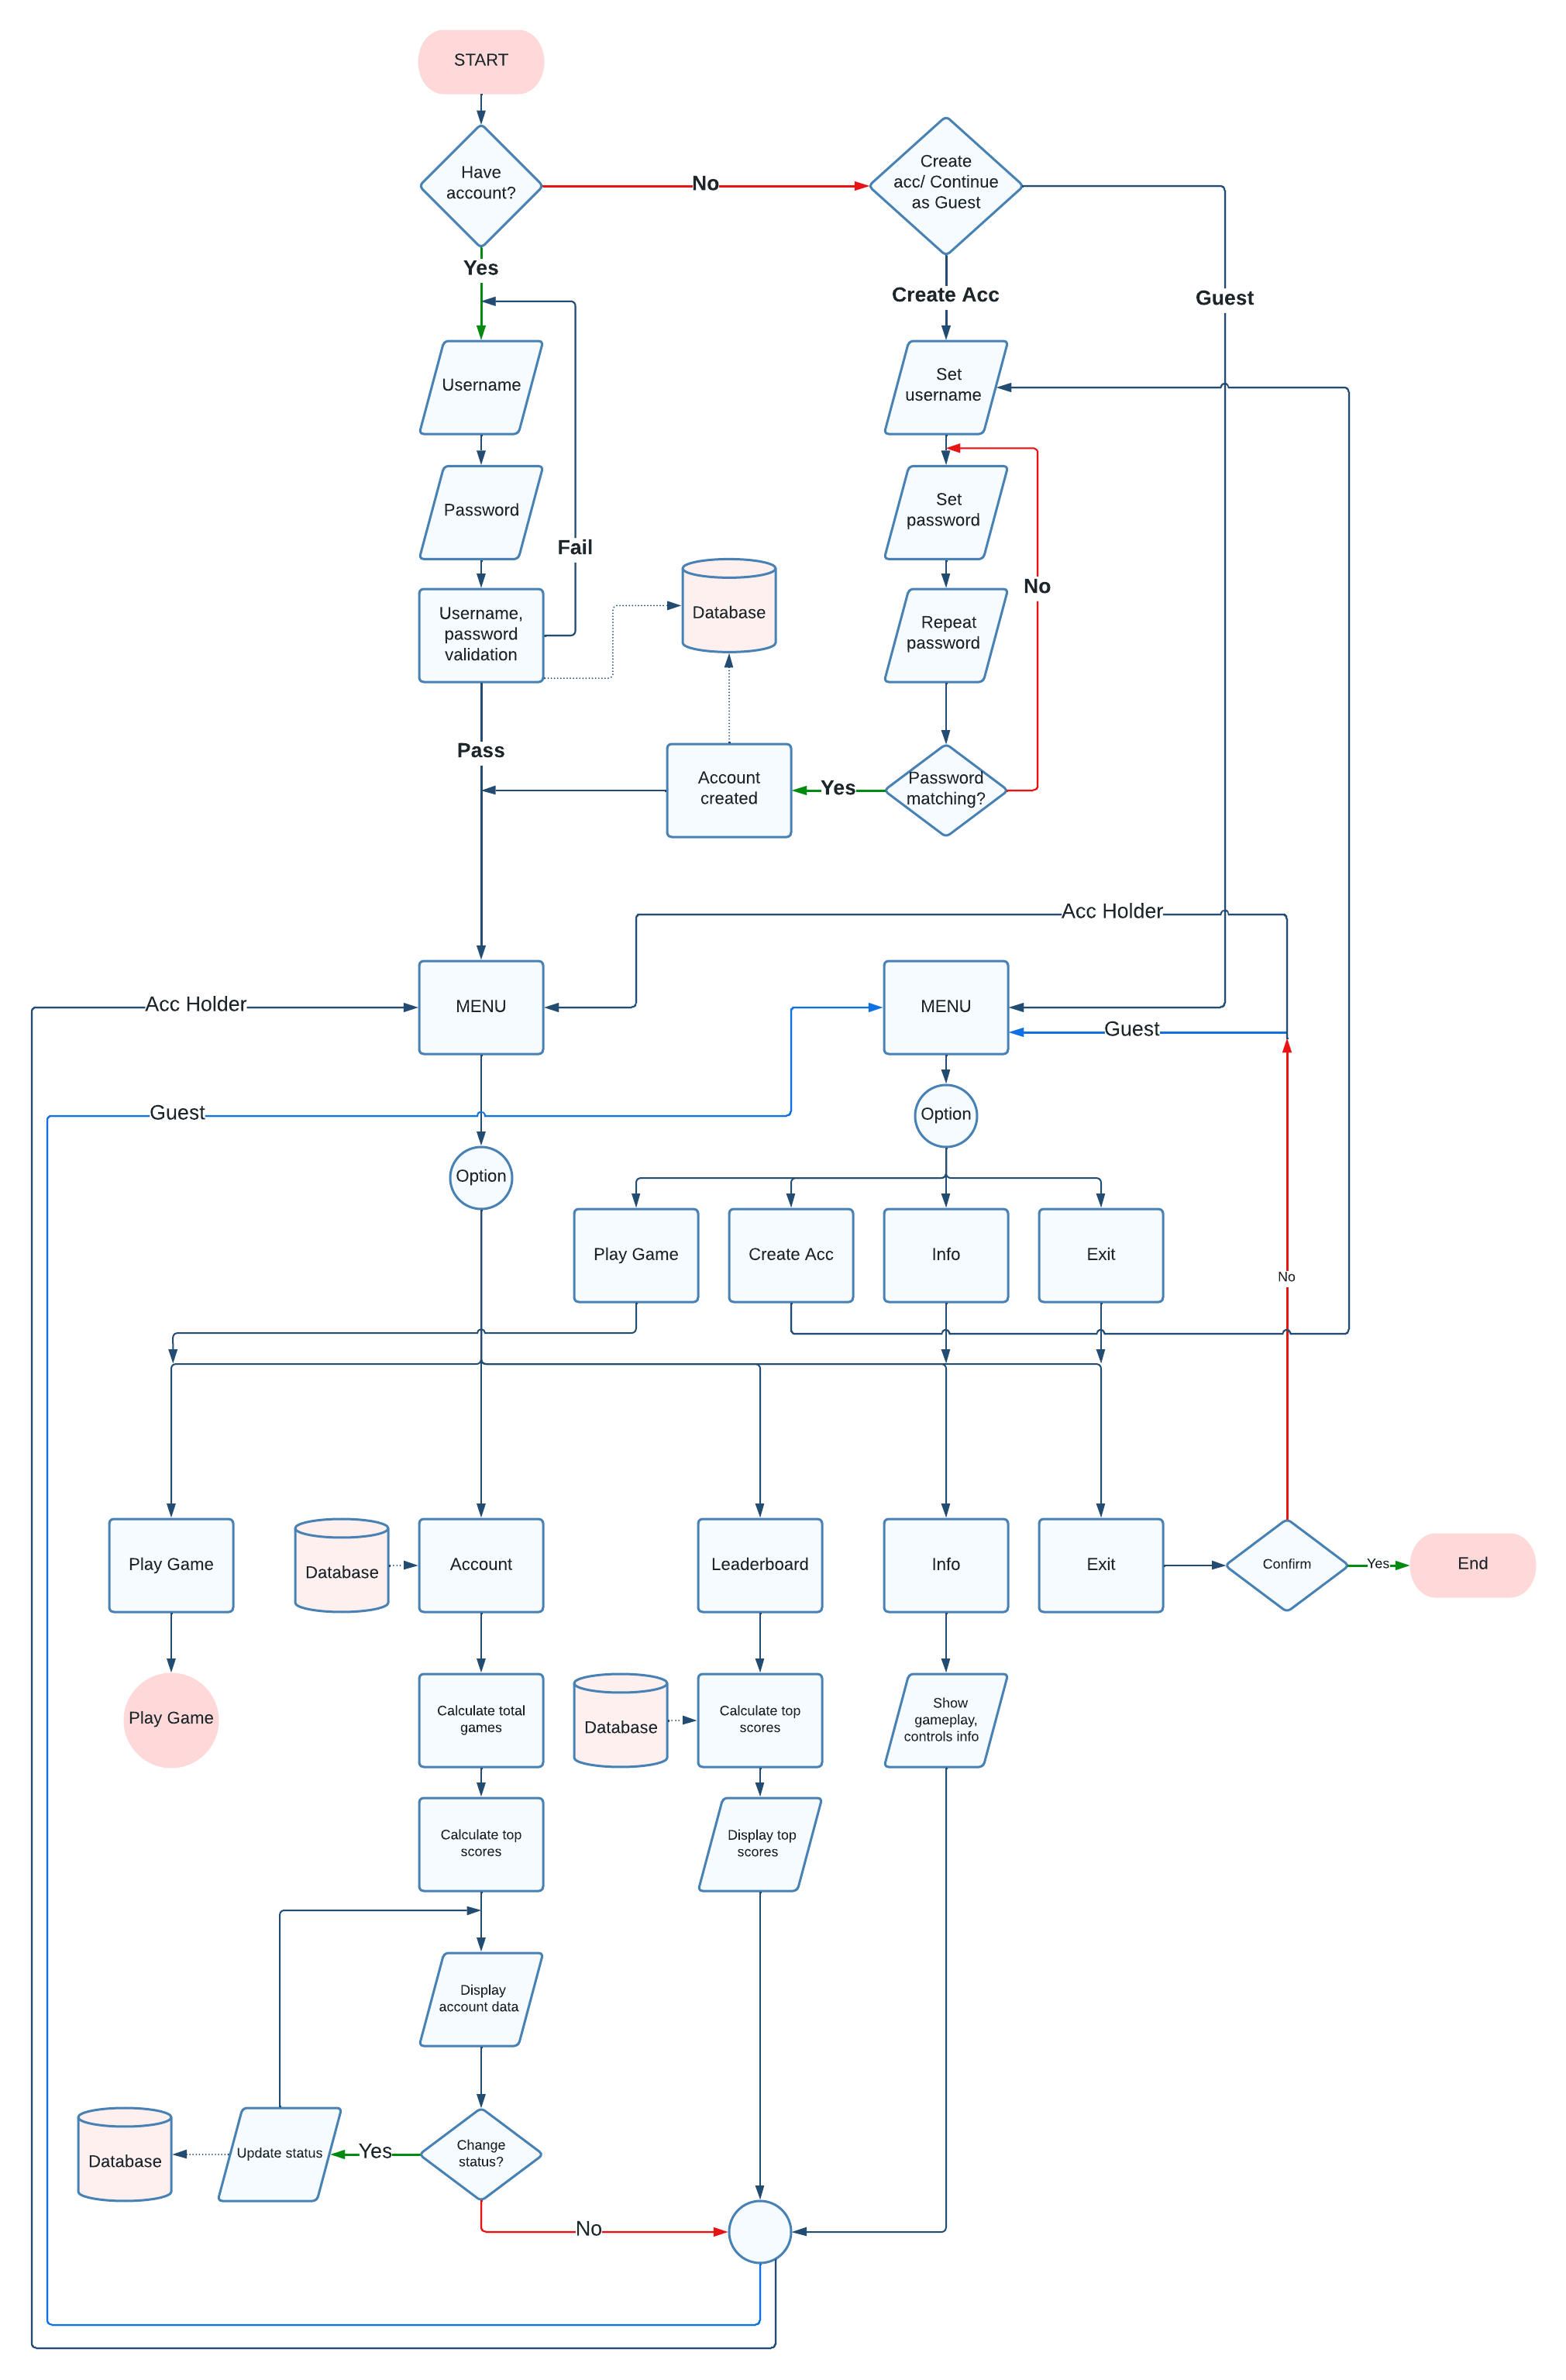 START
Have
account?
No
Create
acc/ Continue
as Guest
Yes
Create Acc
Guest
Username
Set
username
Password
Set
password
Fail
No
Username,
password
validation
Database
Repeat
password
Pass
Account
created
Yes
Password
matching?
Acc Holder
Acc Holder
MENU
MENU
Guest
Guest
Option
Option
Play Game
Create Acc
Info
Exit
No
Play Game
Database
Account
Leaderboard
Info
Exit
Confirm
Yes
End
Play Game
Calculate total
games
Database
Calculate top
scores
Show
gameplay,
controls info
Calculate top
scores
Display top
scores
Display
account data
Database
Update status
Yes
Change
status?
No